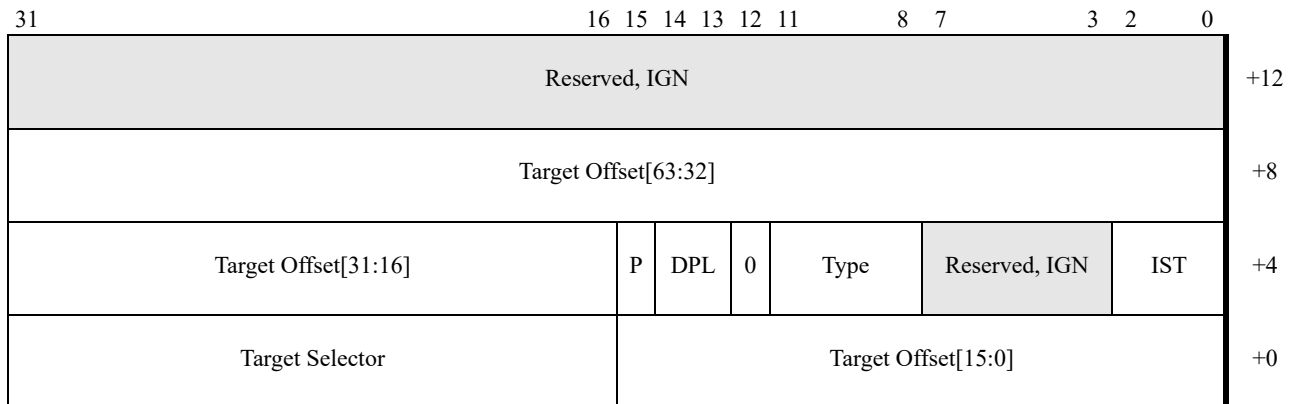 31 16 15 14 13 12 11 8 7 3 2 0
Reserved, IGN +12
Target Offset[63:32] +8
Target Offset[31:16] P DPL 0 Type Reserved, IGN IST +4
Target Selector Target Offset[15:0] +0